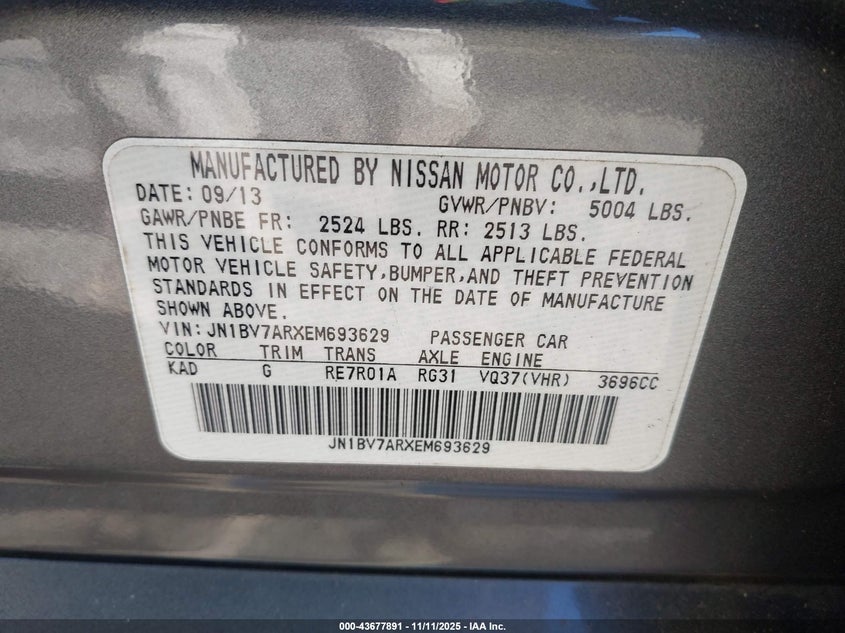 MANUFACTURED BY NISSAN MOTOR CO.,LTD.
DATE: 09/13 GVWR/PNBV: 5004 LBS.
GAWR/PNBE FR: 2524 LBS. RR: 2513 LBS.
THIS VEHICLE CONFORMS TO ALL APPLICABLE FEDERAL
MOTOR VEHICLE SAFETY,BUMPER,AND THEFT PREVENTION
STANDARDS IN EFFECT ON THE DATE OF MANUFACTURE
SHOWN ABOVE.
VIN:JN1BV7ARXEM693629 PASSENGER CAR
COLOR TRIM TRANS AXLE ENGINE
KAD G RE7R01A RG31 VQ37(VHR) 3696CC
JN1BV7ARXEM693629
000-43677891 - 11/11/2025 - IAA Inc.